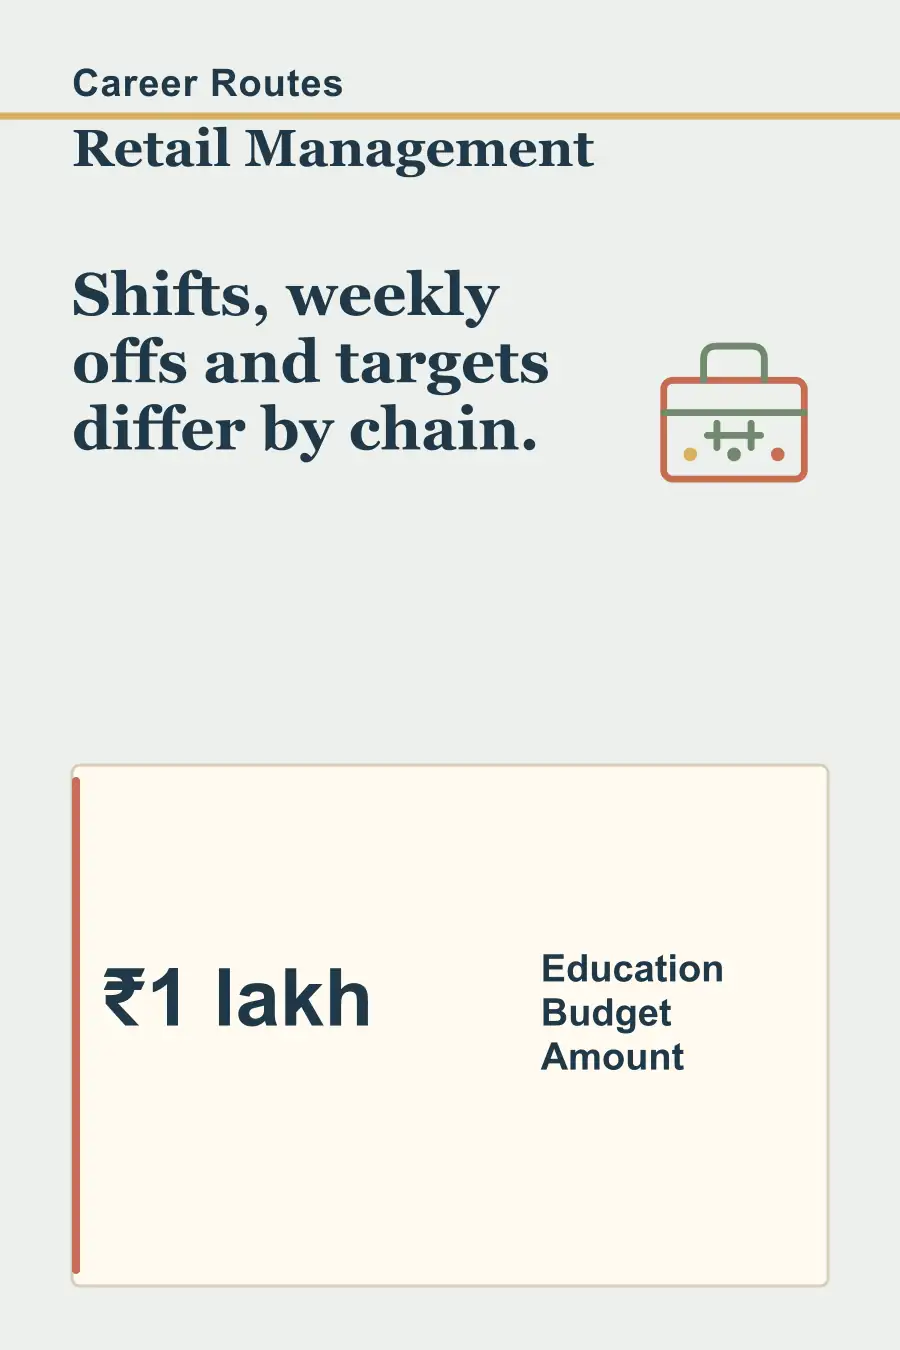 Career Routes
Retail Management
Shifts, weekly
offs and targets
differ by chain.
₹1 lakh
Education
Budget
Amount